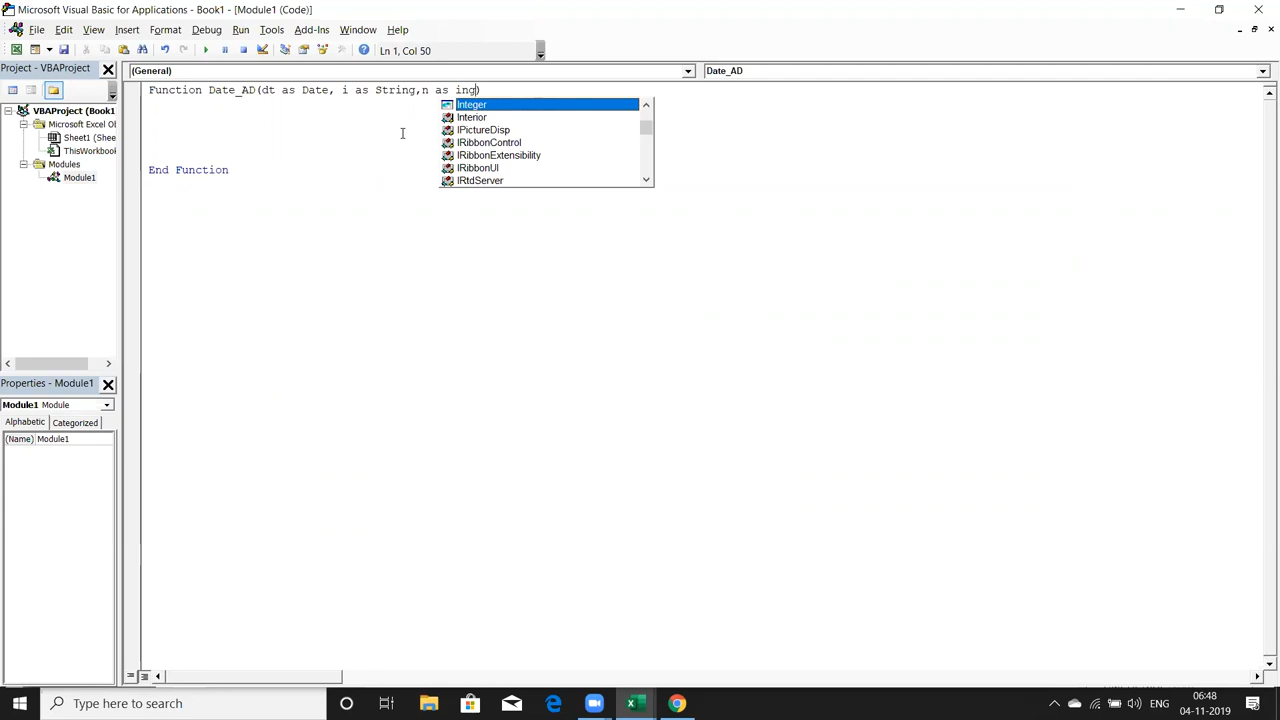 Microsoft Visual Basic for Applications - Book1 - [Module1 (Code)]
File Edit View Insert Format Debug Run Tools Add-Ins Window Help
Ln 1, Col 50
Project - VBAProject
(General)
Date_AD
Function Date_AD(dt as Date, i as String,n as ing)
VBAProject (Book1
Microsoft Excel Ob
Sheet1 (Shee
ThisWorkbook
Modules
Module1
Integer
Interior
IPictureDisp
IRibbonControl
IRibbonExtensibility
IRibbonUI
IRtdServer
End Function
Properties - Module1
Module1 Module
Alphabetic Categorized
(Name) Module1
Type here to search
ENG
06:48
04-11-2019